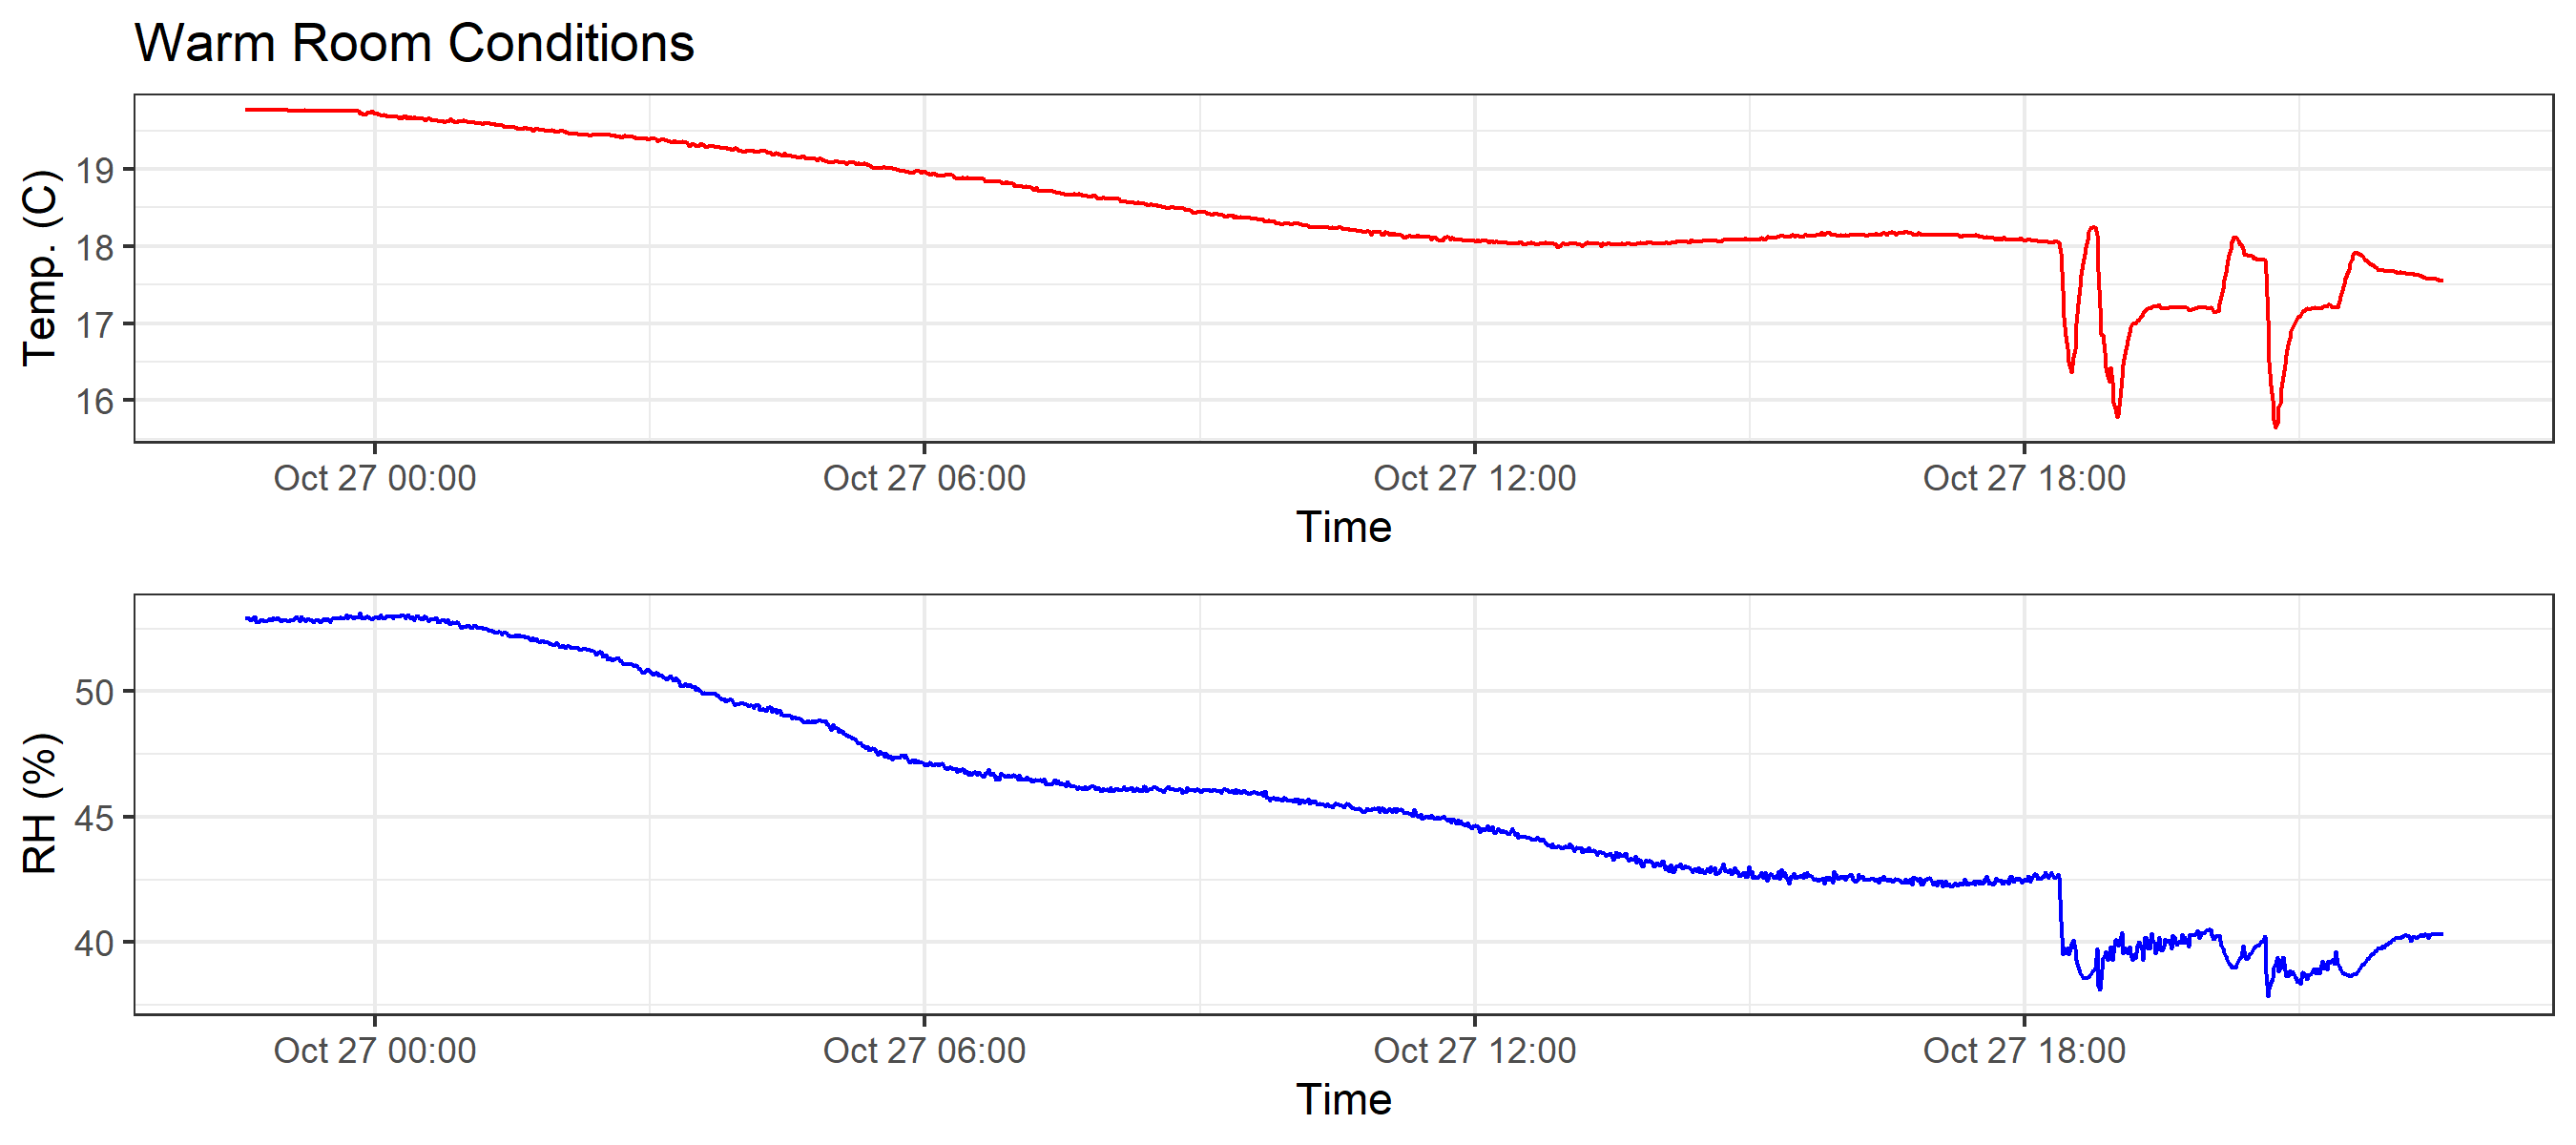 Warm Room Conditions
Temp. (C)
19
18
17
16
Oct 27 00:00 Oct 27 06:00 Oct 27 12:00 Oct 27 18:00
Time
RH (%)
50
45
40
Oct 27 00:00 Oct 27 06:00 Oct 27 12:00 Oct 27 18:00
Time